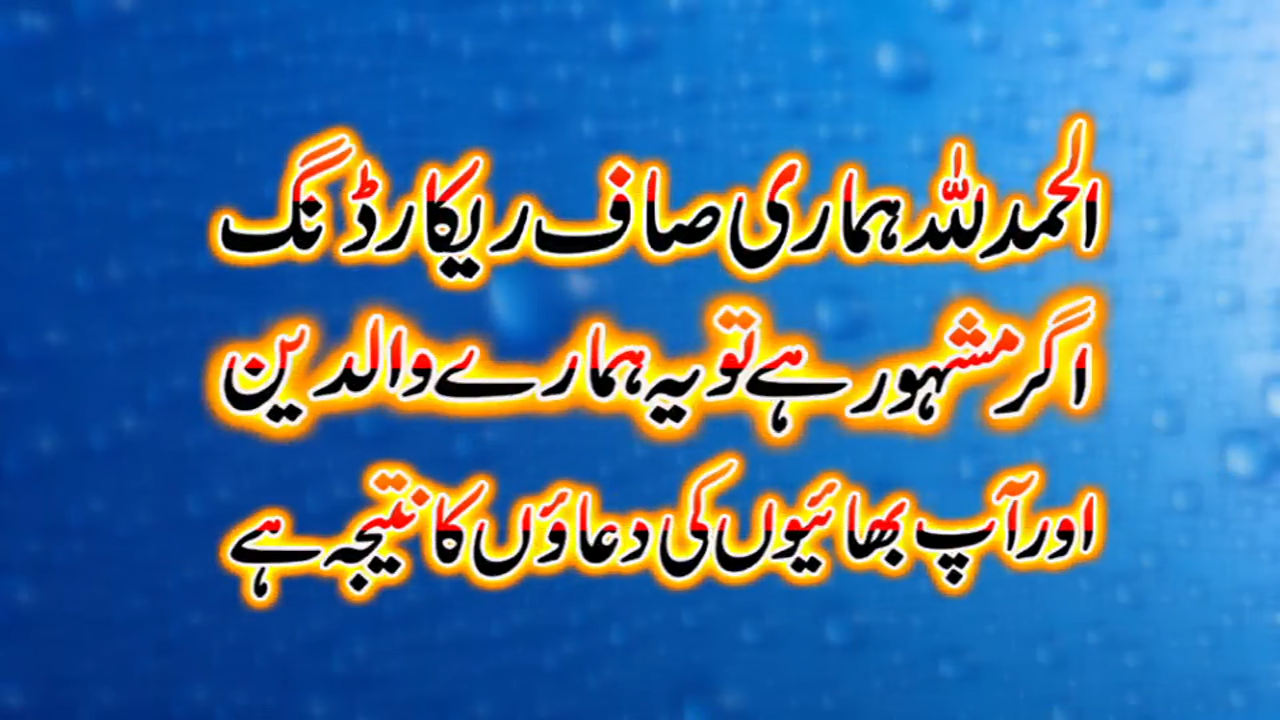 الحمدللہ ہماری صاف ریکارڈنگ
اگر مشہور ہے تو یہ ہمارے والدین
اور آپ بھائیوں کی دعاؤں کا نتیجہ ہے